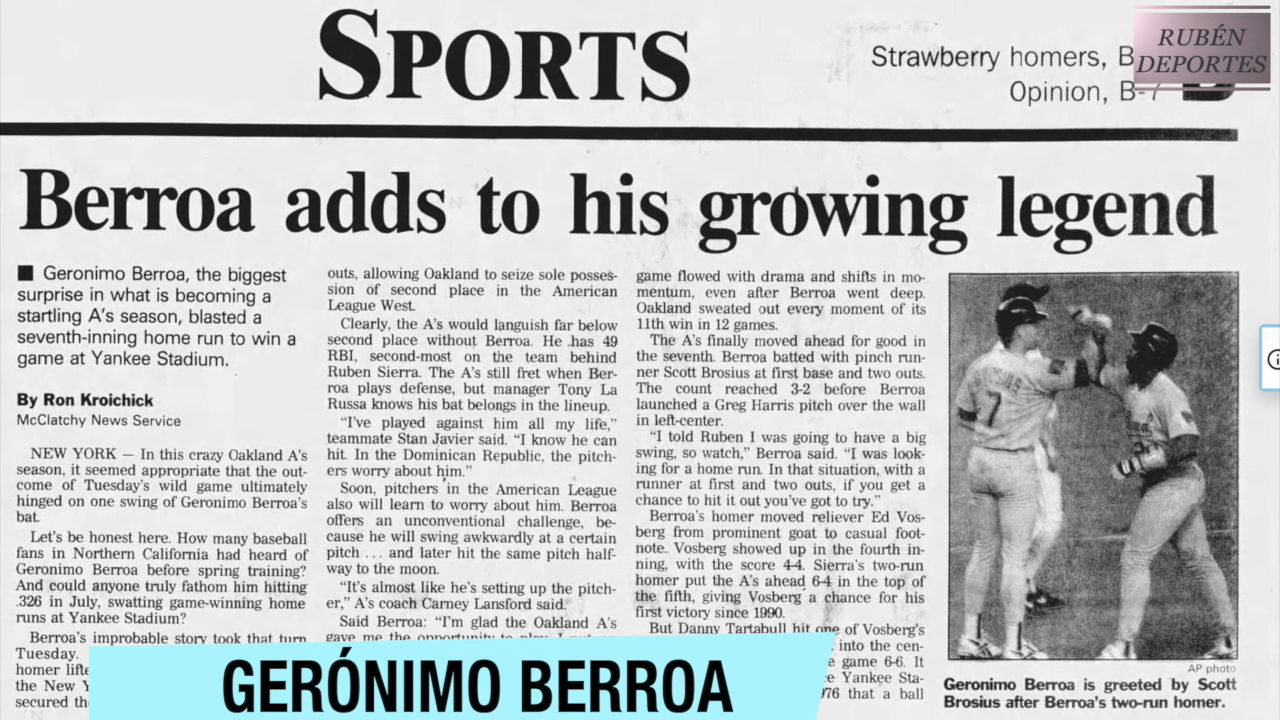 SPORTS
Strawberry homers, B
Opinion, B-7
RUBÉN
DEPORTES
Berroa adds to his growing legend
■ Geronimo Berroa, the biggest
surprise in what is becoming a
startling A's season, blasted a
seventh-inning home run to win a
game at Yankee Stadium.
By Ron Kroichick
McClatchy News Service
NEW YORK — In this crazy Oakland A's
season, it seemed appropriate that the out-
come of Tuesday's wild game ultimately
hinged on one swing of Geronimo Berroa's
bat.
Let's be honest here. How many baseball
fans in Northern California had heard of
Geronimo Berroa before spring training?
And could anyone truly fathom him hitting
.326 in July, swatting game-winning home
runs at Yankee Stadium?
Berroa's improbable story took that turn
Tuesday.
homer lifte
the New Y
secured th
outs, allowing Oakland to seize sole posses-
sion of second place in the American
League West.
Clearly, the A's would languish far below
second place without Berroa. He has 49
RBI, second-most on the team behind
Ruben Sierra. The A's still fret when Ber-
roa plays defense, but manager Tony La
Russa knows his bat belongs in the lineup.
"I've played against him all my life,"
teammate Stan Javier said. "I know he can
hit. In the Dominican Republic, the pitch-
ers worry about him."
Soon, pitchers in the American League
also will learn to worry about him. Berroa
offers an unconventional challenge, be-
cause he will swing awkwardly at a certain
pitch . . . and later hit the same pitch half-
way to the moon.
"It's almost like he's setting up the pitch-
er," A's coach Carney Lansford said.
Said Berroa: "I'm glad the Oakland A's
gave me the opportunity to play.
game flowed with drama and shifts in mo-
mentum, even after Berroa went deep.
Oakland sweated out every moment of its
11th win in 12 games.
The A's finally moved ahead for good in
the seventh. Berroa batted with pinch run-
ner Scott Brosius at first base and two outs.
The count reached 3-2 before Berroa
launched a Greg Harris pitch over the wall
in left-center.
"I told Ruben I was going to have a big
swing, so watch," Berroa said. "I was look-
ing for a home run. In that situation, with a
runner at first and two outs, if you get a
chance to hit it out you've got to try."
Berroa's homer moved reliever Ed Vos-
berg from prominent goat to casual foot-
note. Vosberg showed up in the fourth in-
ning, with the score 4-4. Sierra's two-run
homer put the A's ahead 6-4 in the top of
the fifth, giving Vosberg a chance for his
first victory since 1990.
But Danny Tartabull hit one of Vosberg's
into the cen-
game 6-6. It
Yankee Sta-
976 that a ball
7
AP photo
Geronimo Berroa is greeted by Scott
Brosius after Berroa's two-run homer.
GERÓNIMO BERROA